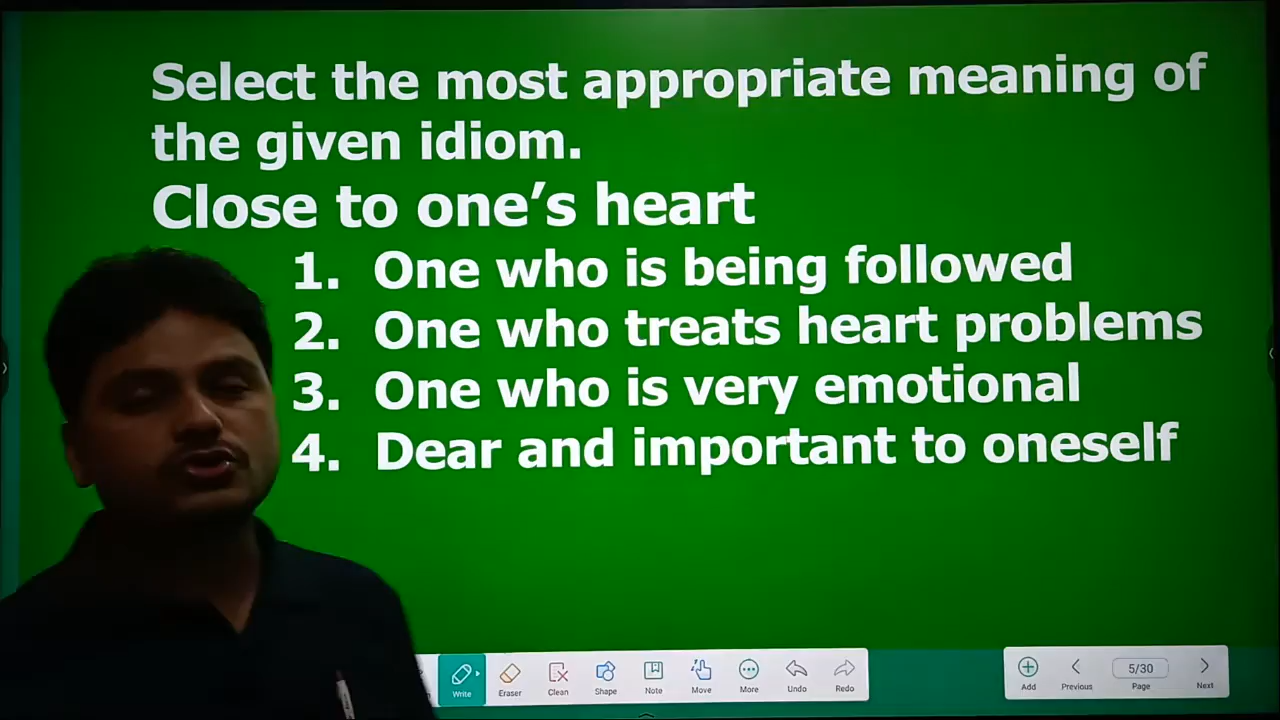 Select the most appropriate meaning of
the given idiom.
Close to one's heart
1. One who is being followed
2. One who treats heart problems
3. One who is very emotional
4. Dear and important to oneself
Write Eraser Clean Shape Note Move More Undo Redo
Add Previous 5/30 Page Next